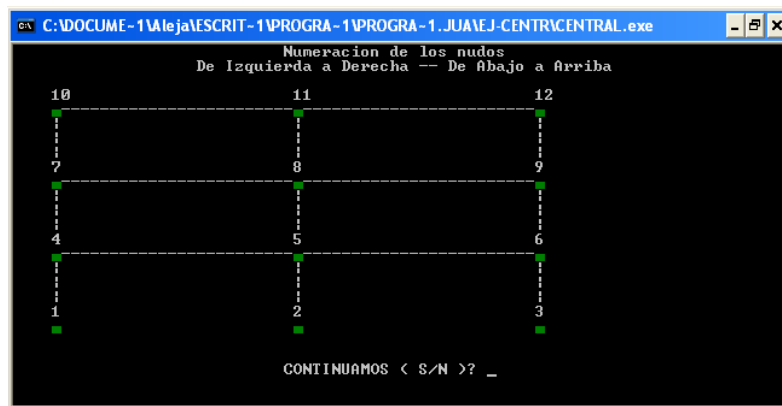 C:\DOCUME~1\Aleja\ESCRIT~1\PROGRA~1\PROGRA~1.JUA\EJ-CENTR\CENTRAL.exe
Numeracion de los nudos
De Izquierda a Derecha -- De Abajo a Arriba
10 11 12
7 8 9
4 5 6
1 2 3
CONTINUAMOS ( S/N )? _